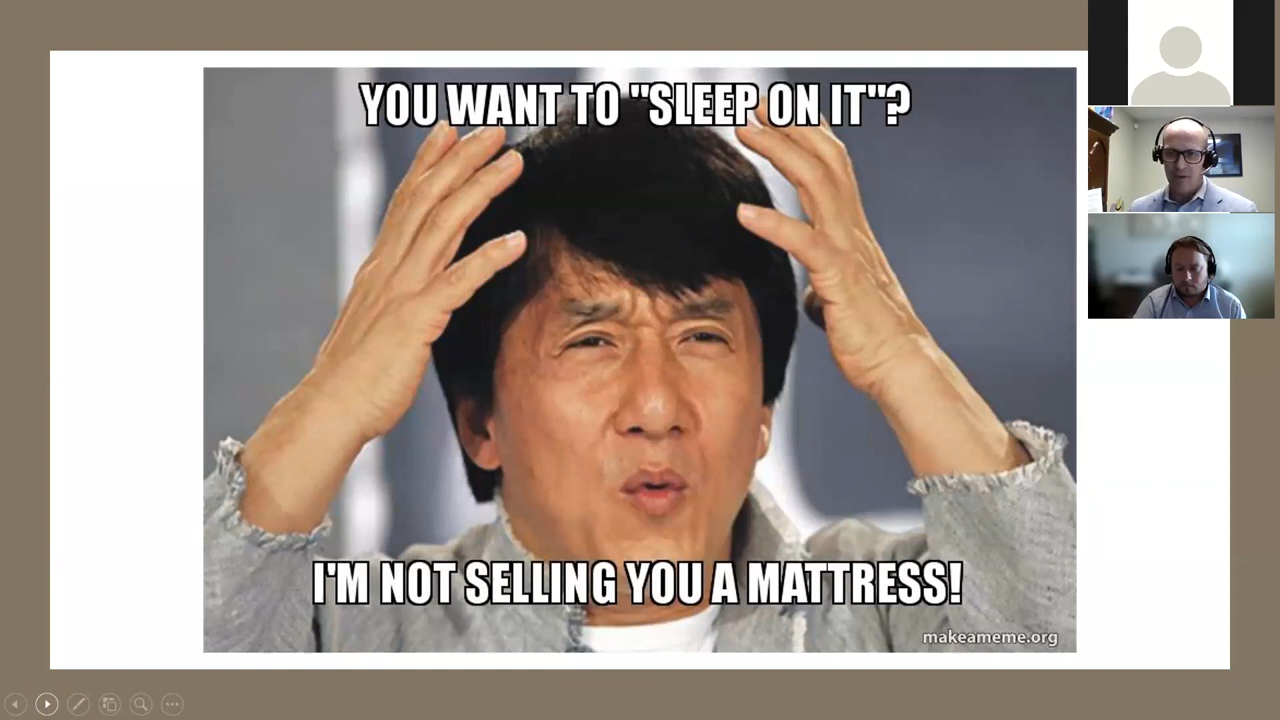 YOU WANT TO "SLEEP ON IT"?
I'M NOT SELLING YOU A MATTRESS!
makeameme.org